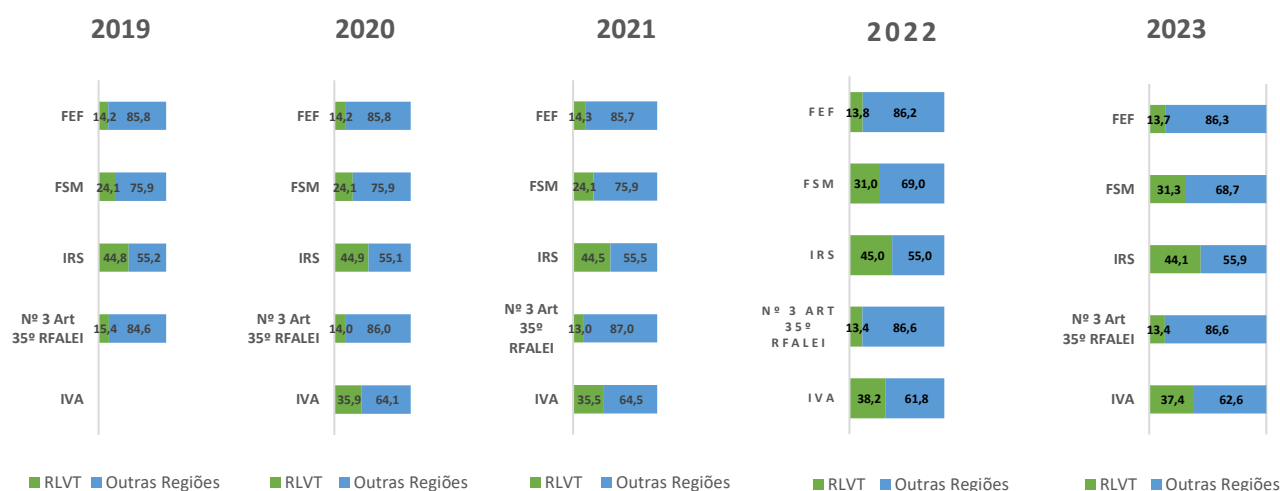 2019
FEF
14,2 85,8
FSM
24,1 75,9
IRS
44,8 55,2
Nº 3 Art
35º RFALEI
15,4 84,6
IVA
RLVT Outras Regiões
2020
FEF
14,2 85,8
FSM
24,1 75,9
IRS
44,9 55,1
Nº 3 Art
35º RFALEI
14,0 86,0
IVA
35,9 64,1
RLVT Outras Regiões
2021
FEF
14,3 85,7
FSM
24,1 75,9
IRS
44,5 55,5
Nº 3 Art
35º
RFALEI
13,0 87,0
IVA
35,5 64,5
RLVT Outras Regiões
2022
FEF
13,8 86,2
FSM
31,0 69,0
IRS
45,0 55,0
Nº 3 ART
35º
RFALEI
13,4 86,6
IVA
38,2 61,8
RLVT Outras Regiões
2023
FEF
13,7 86,3
FSM
31,3 68,7
IRS
44,1 55,9
Nº 3 Art
35º RFALEI
13,4 86,6
IVA
37,4 62,6
RLVT Outras Regiões